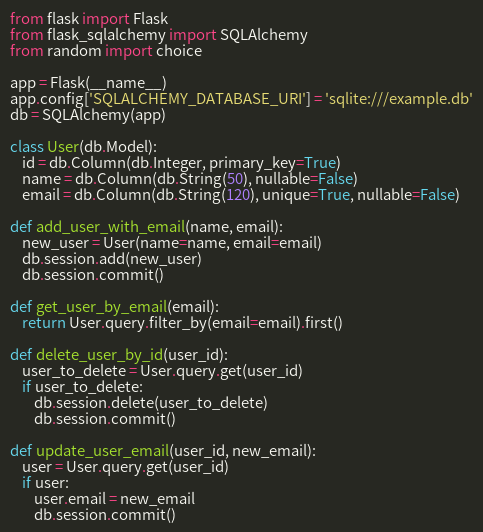 from flask import Flask
from flask_sqlalchemy import SQLAlchemy
from random import choice

app = Flask(__name__)
app.config['SQLALCHEMY_DATABASE_URI'] = 'sqlite:///example.db'
db = SQLAlchemy(app)

class User(db.Model):
    id = db.Column(db.Integer, primary_key=True)
    name = db.Column(db.String(50), nullable=False)
    email = db.Column(db.String(120), unique=True, nullable=False)

def add_user_with_email(name, email):
    new_user = User(name=name, email=email)
    db.session.add(new_user)
    db.session.commit()

def get_user_by_email(email):
    return User.query.filter_by(email=email).first()

def delete_user_by_id(user_id):
    user_to_delete = User.query.get(user_id)
    if user_to_delete:
        db.session.delete(user_to_delete)
        db.session.commit()

def update_user_email(user_id, new_email):
    user = User.query.get(user_id)
    if user:
        user.email = new_email
        db.session.commit()